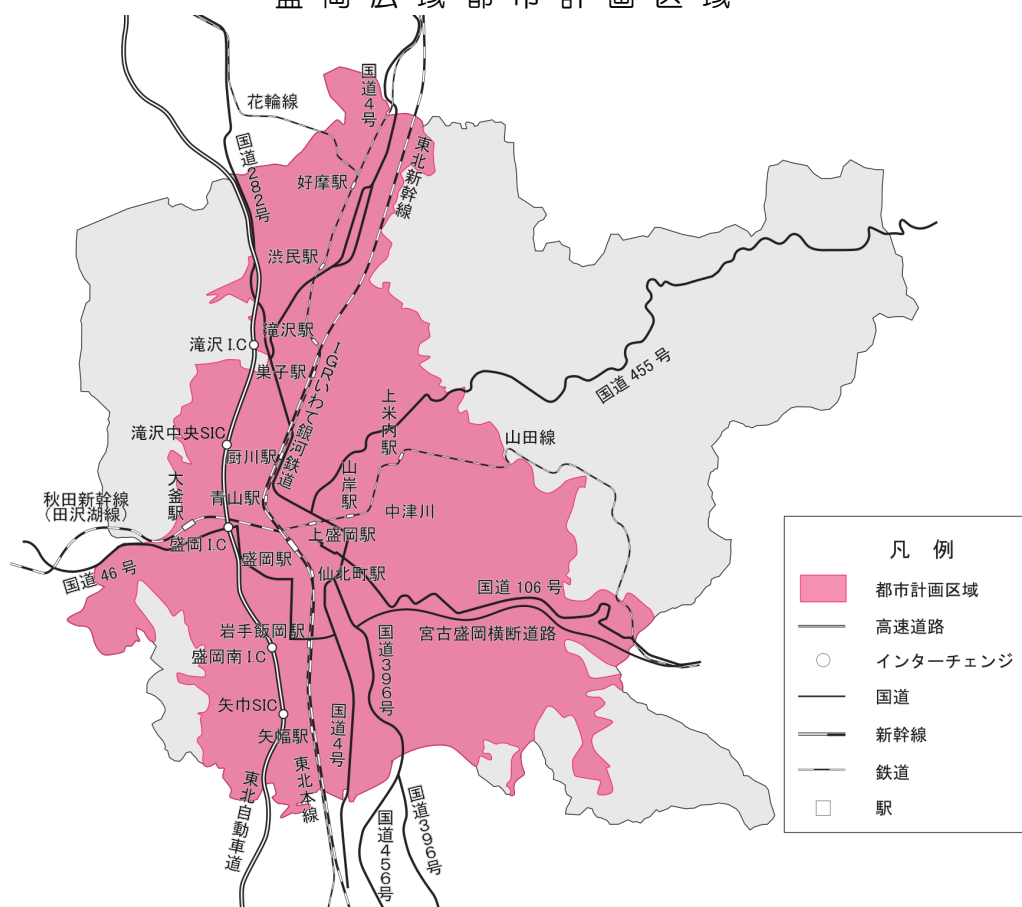 盛岡広域都市計画区域
国道4号
花輪線
国道282号
東北新幹線
好摩駅
渋民駅
滝沢駅
滝沢I.C
巣子駅
IGRいわて銀河鉄道
国道455号
上米内駅
滝沢中央SIC
山田線
厨川駅
山岸駅
大釜駅
青山駅
秋田新幹線
(田沢湖線)
中津川
上盛岡駅
盛岡I.C
盛岡駅
仙北町駅
国道46号
国道106号
岩手飯岡駅
宮古盛岡横断道路
盛岡南I.C
国道396号
矢巾SIC
国道4号
矢幅駅
東北本線
東北自動車道
国道456号
国道396号
凡例
都市計画区域
高速道路
インターチェンジ
国道
新幹線
鉄道
駅